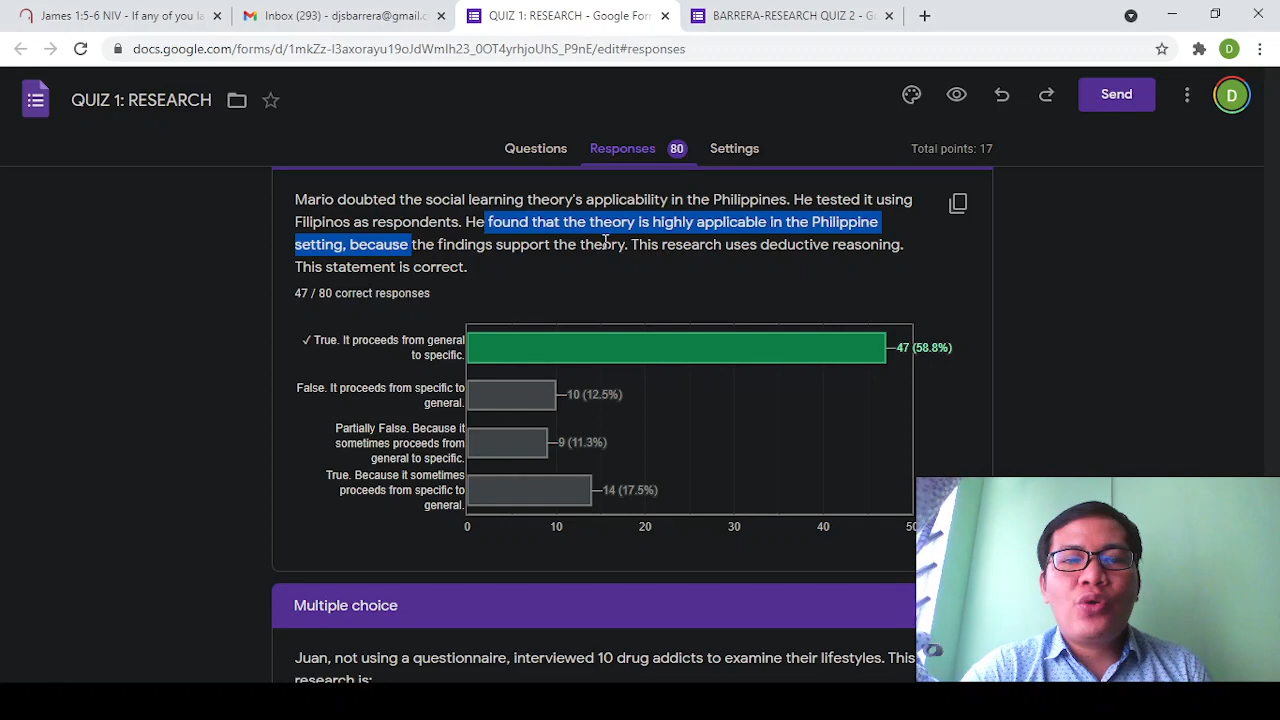 James 1:5-6 NIV - If any of you la
Inbox (293) - djsbarrera@gmail.c
QUIZ 1: RESEARCH - Google Form
BARRERA-RESEARCH QUIZ 2 - Go
docs.google.com/forms/d/1mkZz-I3axorayu19oJdWmIh23_0OT4yrhjoUhS_P9nE/edit#responses
D
QUIZ 1: RESEARCH
Send
D
Questions
Responses 80
Settings
Total points: 17
Mario doubted the social learning theory's applicability in the Philippines. He tested it using
FIlipinos as respondents. He found that the theory is highly applicable in the Philippine
setting, because the findings support the theory. This research uses deductive reasoning.
This statement is correct.
47 / 80 correct responses
✓ True. It proceeds from general
to specific.
47 (58.8%)
False. It proceeds from specific to
general.
10 (12.5%)
Partially False. Because it
sometimes proceeds from
general to specific.
9 (11.3%)
True. Because it sometimes
proceeds from specific to
general.
14 (17.5%)
0 10 20 30 40 50
Multiple choice
Juan, not using a questionnaire, interviewed 10 drug addicts to examine their lifestyles. This
research is: